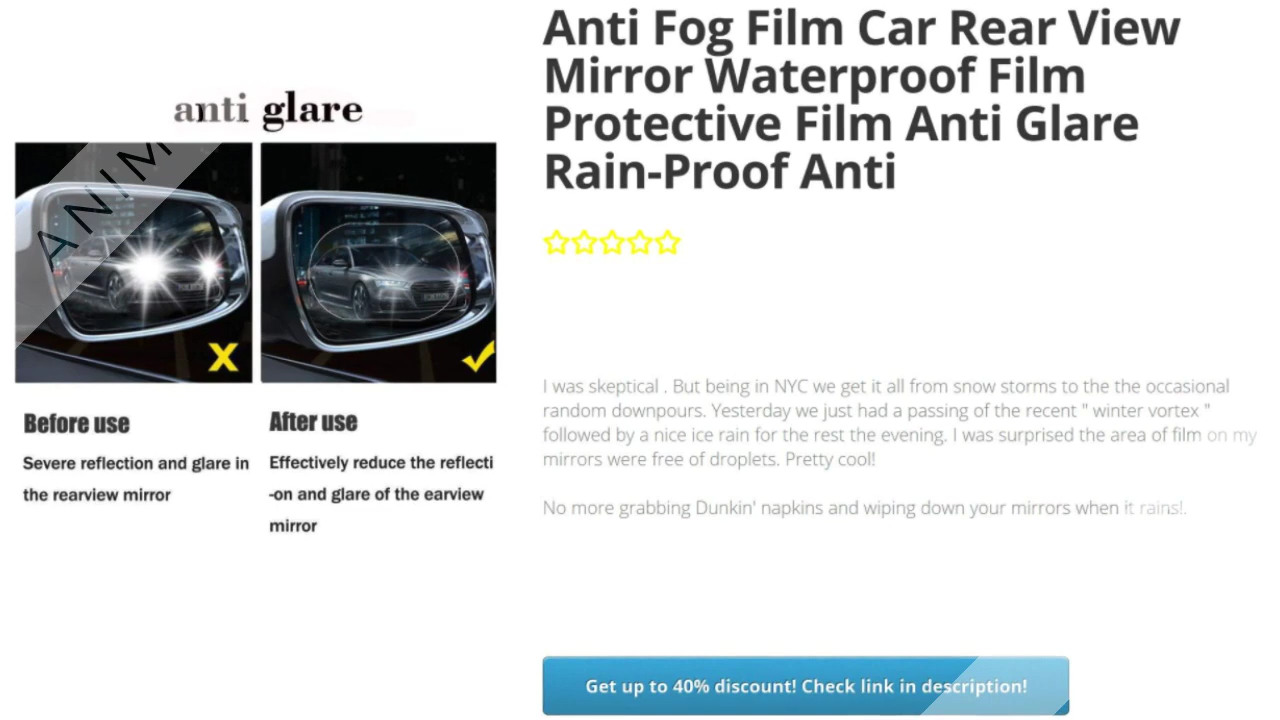 anti glare
ANIM
X
Before use
Severe reflection and glare in
the rearview mirror
After use
Effectively reduce the reflecti
-on and glare of the earview
mirror
Anti Fog Film Car Rear View
Mirror Waterproof Film
Protective Film Anti Glare
Rain-Proof Anti
I was skeptical . But being in NYC we get it all from snow storms to the the occasional
random downpours. Yesterday we just had a passing of the recent " winter vortex "
followed by a nice ice rain for the rest the evening. I was surprised the area of film on my
mirrors were free of droplets. Pretty cool!
No more grabbing Dunkin' napkins and wiping down your mirrors when it rains!.
Get up to 40% discount! Check link in description!